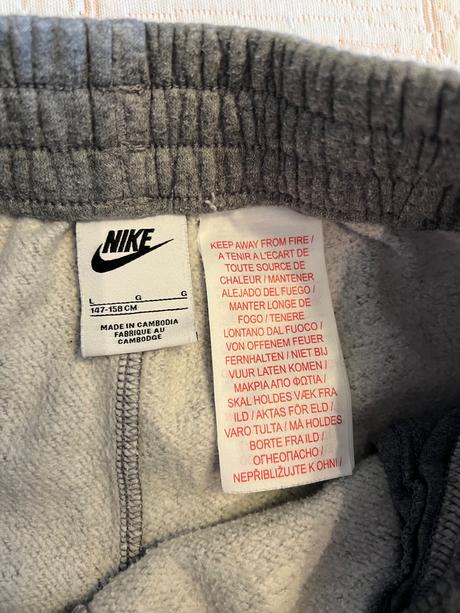 NIKE
L G G
147-158 CM
MADE IN CAMBODIA
FABRIQUE AU
CAMBODGE
KEEP AWAY FROM FIRE /
A TENIR A L'ECART DE
TOUTE SOURCE DE
CHALEUR / MANTENER
ALEJADO DEL FUEGO /
MANTER LONGE DE
FOGO / TENERE
LONTANO DAL FUOCO /
VON OFFENEM FEUER
FERNHALTEN / NIET BIJ
VUUR LATEN KOMEN /
ΜΑΚΡΙΑ ΑΠΟ ΦΩΤΙΑ /
SKAL HOLDES VÆK FRA
ILD / AKTAS FÖR ELD /
VARO TULTA / MÅ HOLDES
BORTE FRA ILD /
ОГНЕОПАСНО /
NEPŘIBLIŽUJTE K OHNI /